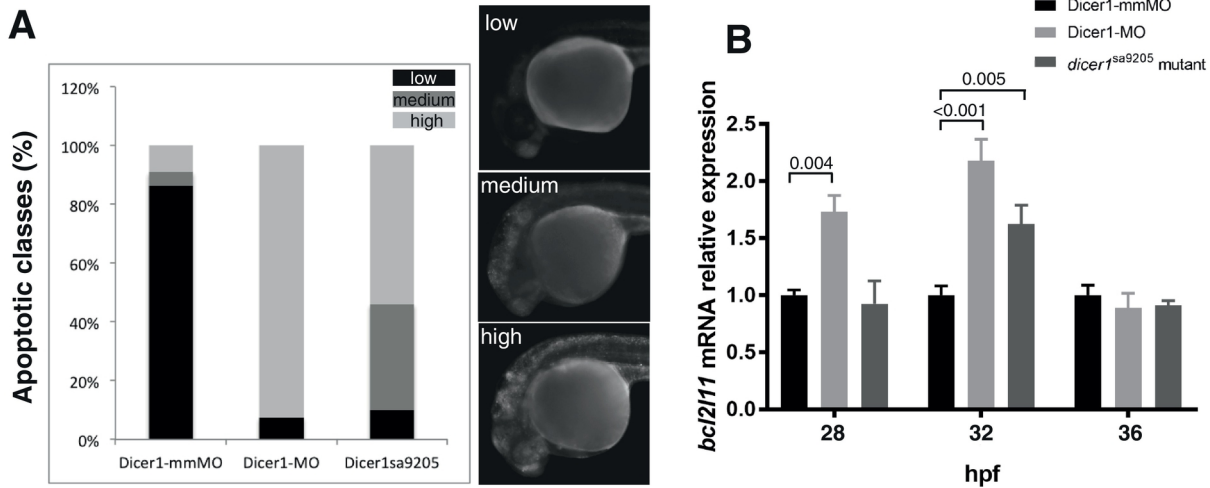 A
Apoptotic classes (%)
120%
100%
80%
60%
40%
20%
0%
low
medium
high
Dicer1-mmMO
Dicer1-MO
Dicer1sa9205
low
medium
high
B
Dicer1-mmMO
Dicer1-MO
dicer1sa9205 mutant
bcl2l11 mRNA relative expression
2.5
2.0
1.5
1.0
0.5
0.0
0.004
0.005
<0.001
28
32
36
hpf